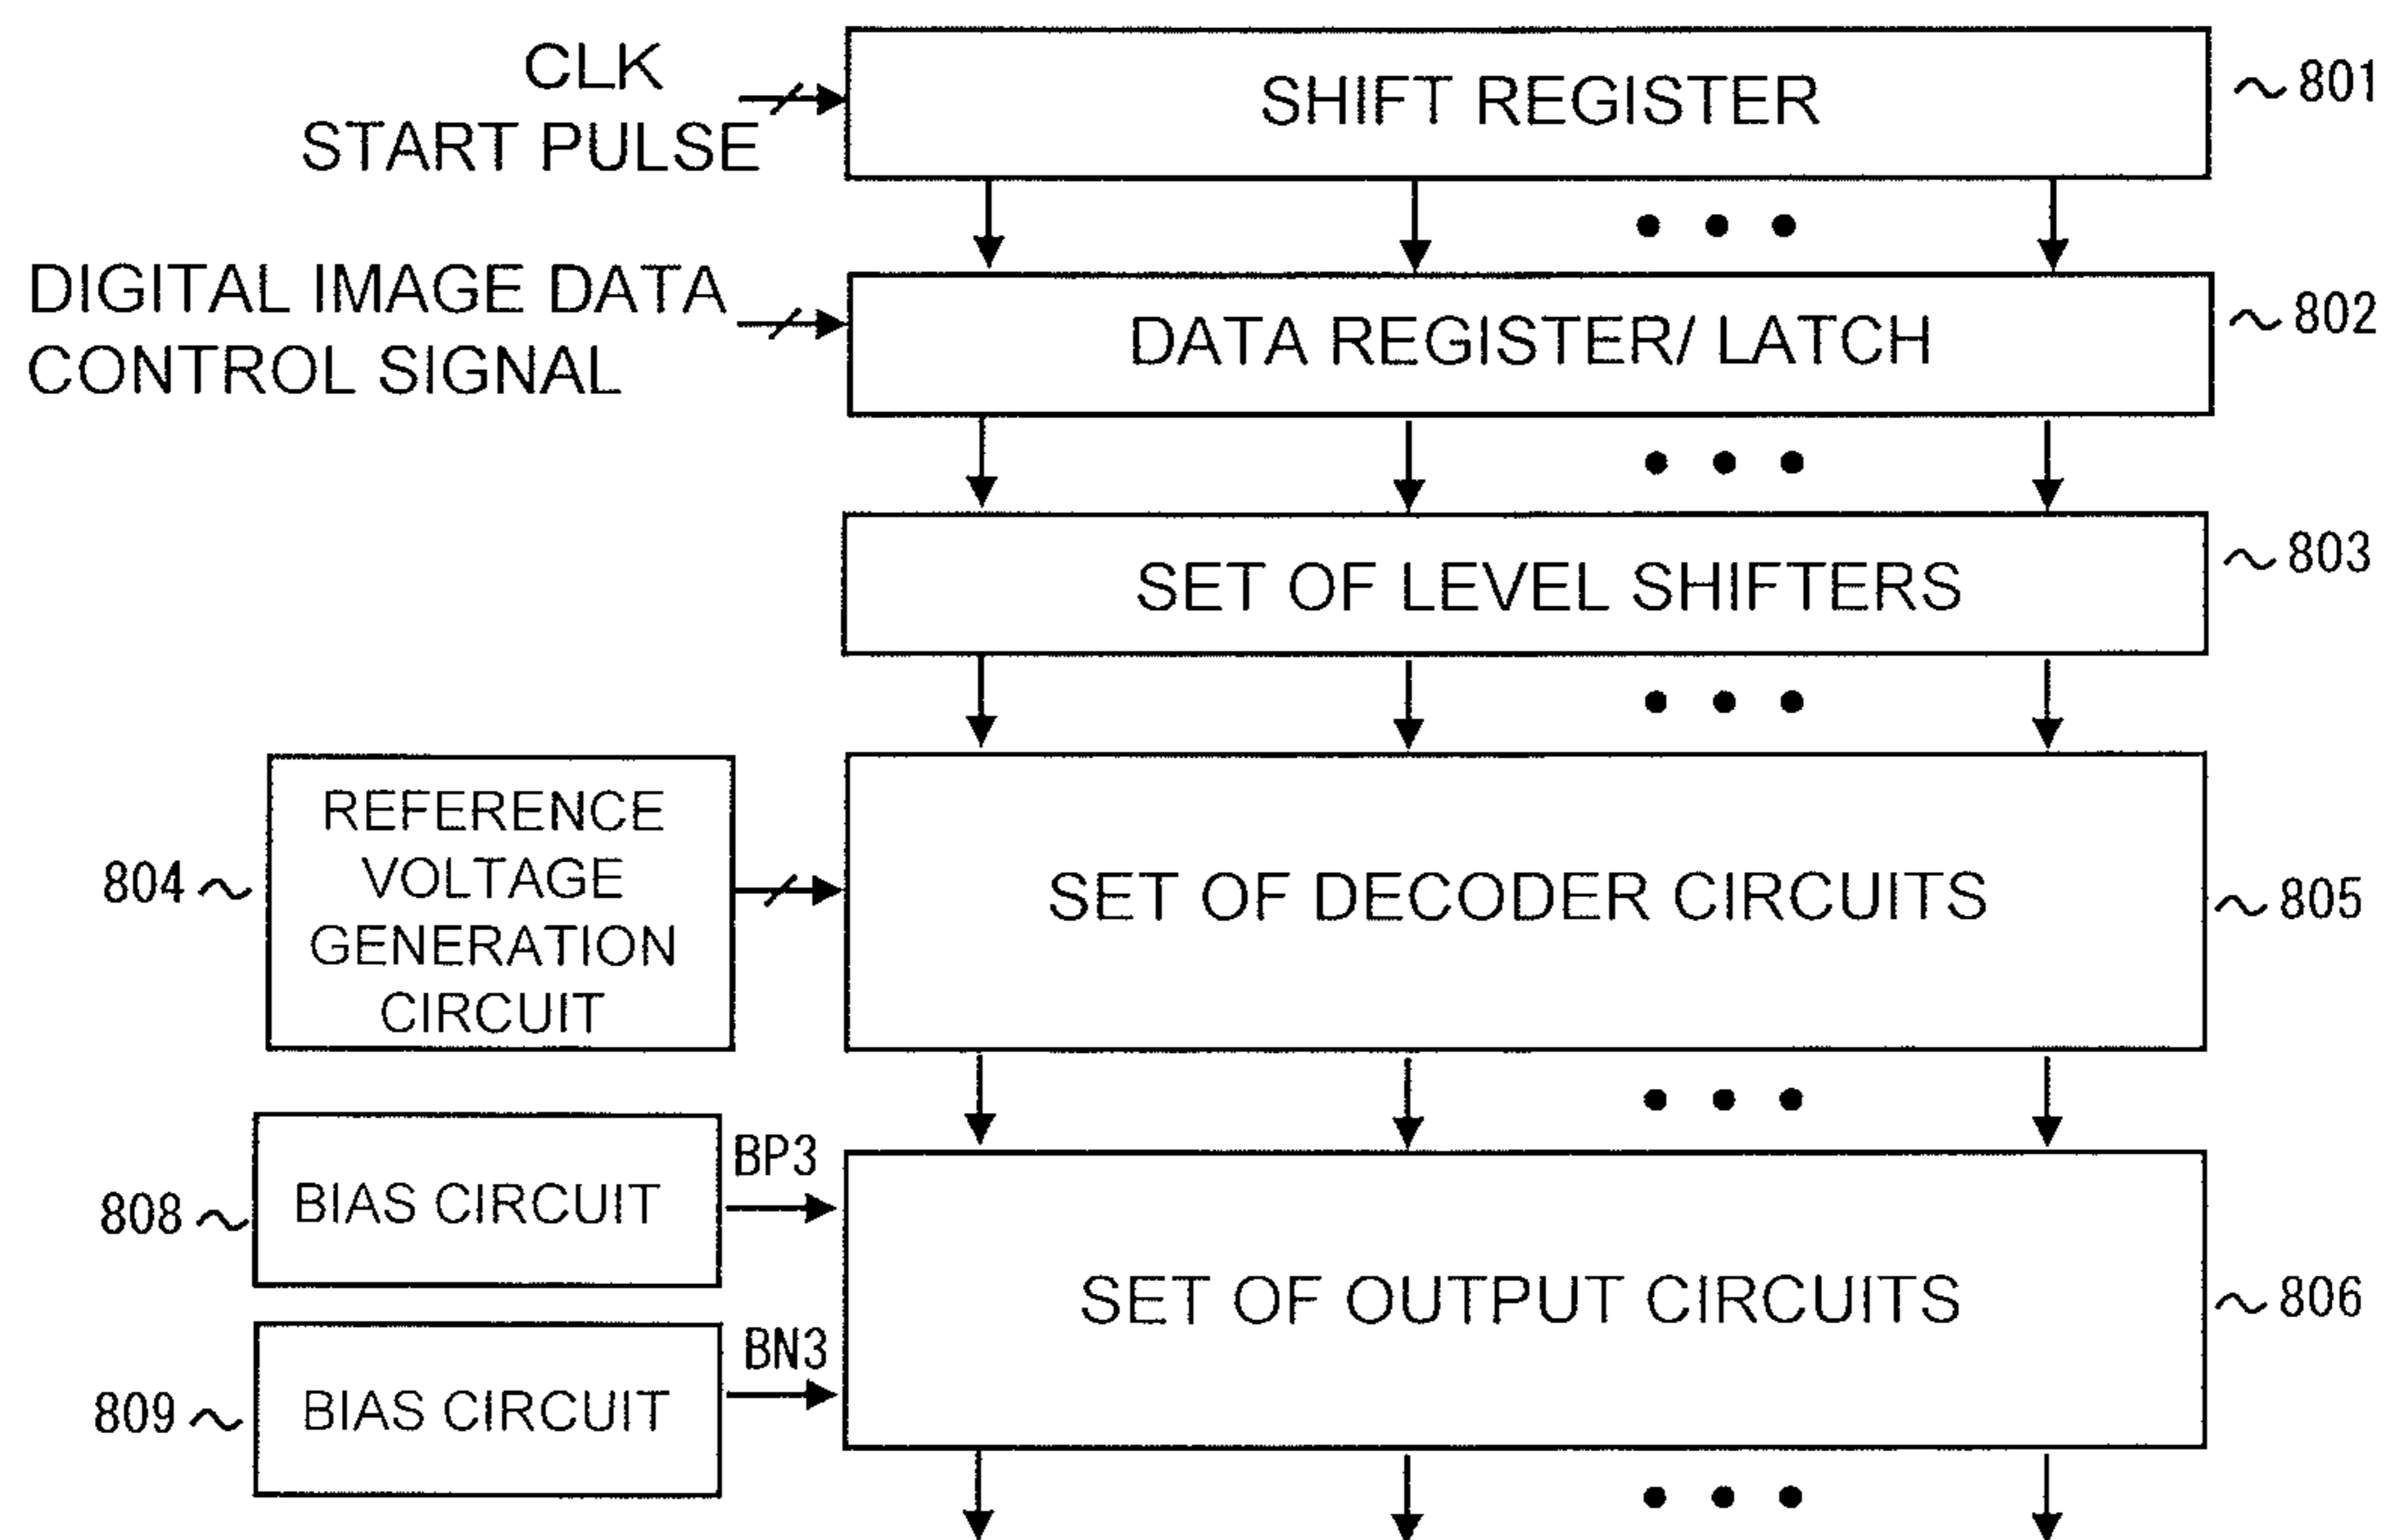 CLK
START PULSE
SHIFT REGISTER
801
DIGITAL IMAGE DATA
CONTROL SIGNAL
DATA REGISTER/ LATCH
802
SET OF LEVEL SHIFTERS
803
804
REFERENCE
VOLTAGE
GENERATION
CIRCUIT
SET OF DECODER CIRCUITS
805
808
BIAS CIRCUIT
BP3
SET OF OUTPUT CIRCUITS
806
809
BIAS CIRCUIT
BN3